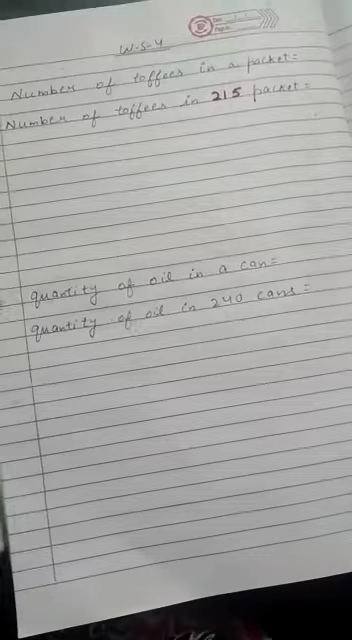 W-S-4
Number of toffees in a packet=
Number of toffees in 215 packet=
quantity of oil in a can=
quantity of oil in 240 cans=